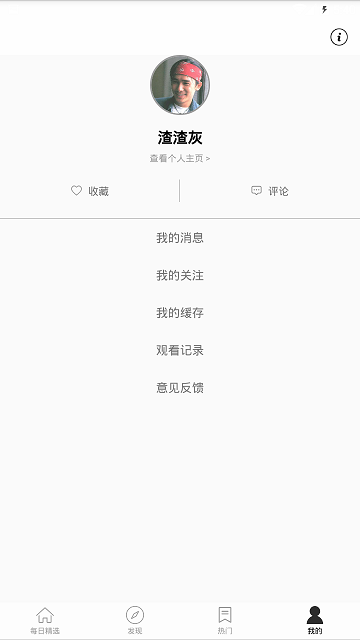 渣渣灰
查看个人主页 >
收藏
评论
我的消息
我的关注
我的缓存
观看记录
意见反馈
每日精选
发现
热门
我的